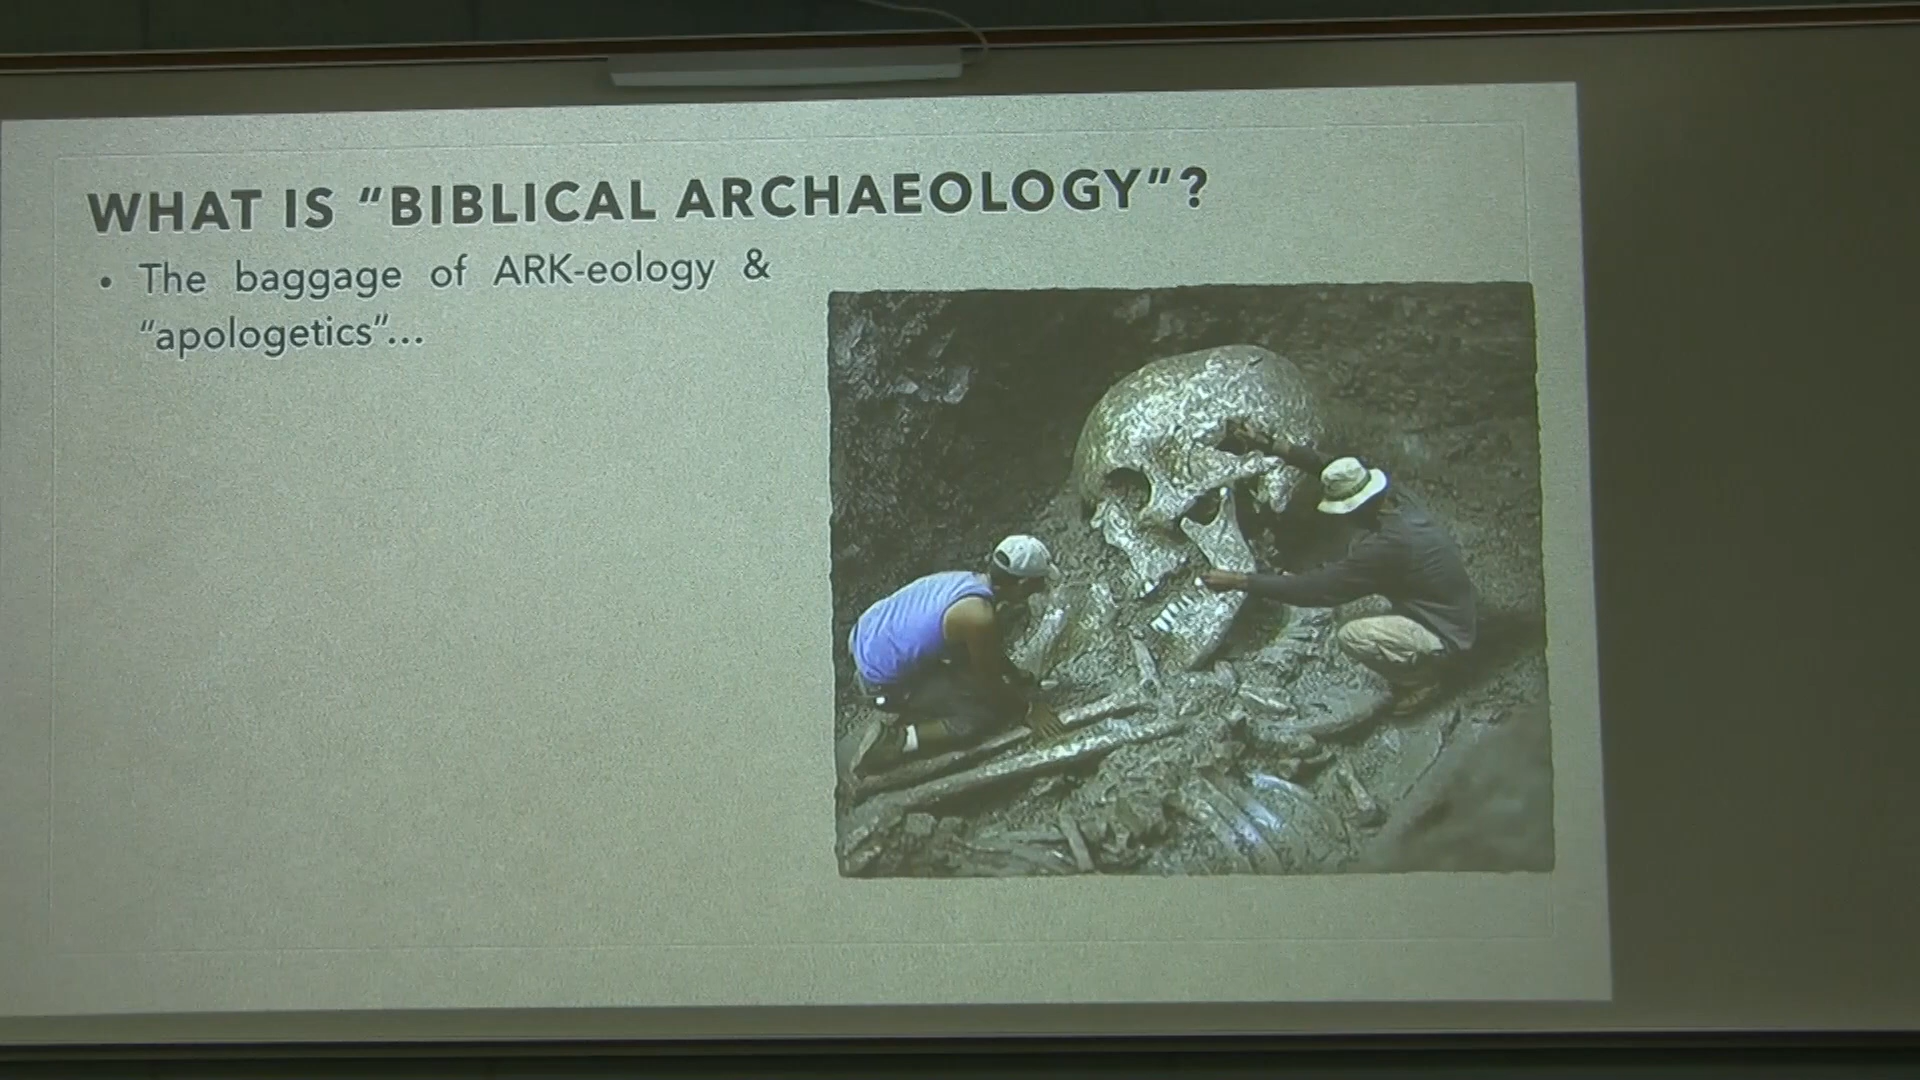 WHAT IS “BIBLICAL ARCHAEOLOGY”?
• The baggage of ARK-eology &
“apologetics”...